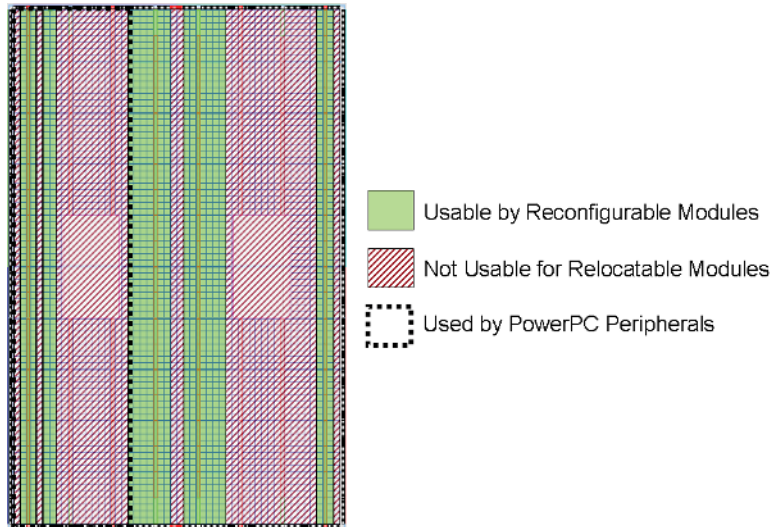 Usable by Reconfigurable Modules
Not Usable for Relocatable Modules
Used by PowerPC Peripherals